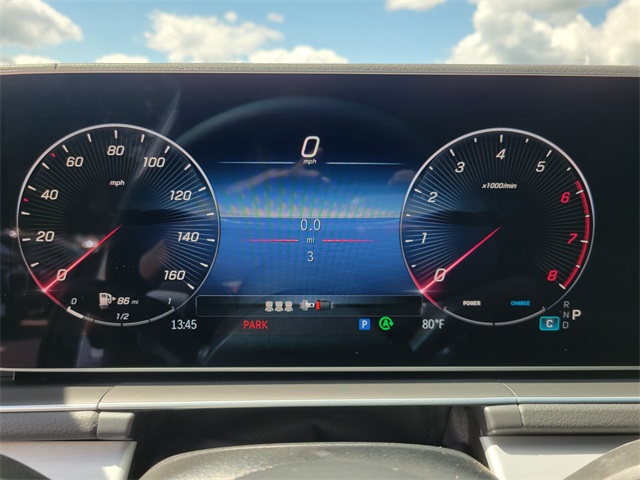 0
mph
0 20 40 60 80 100 120 140 160
mph
0.0
mi
3
0 1 2 3 4 5 6 7 8
x1000/min
86 mi
0 1/2 1
POWER CHARGE
13:45 PARK P A 80°F C
R
N P
D